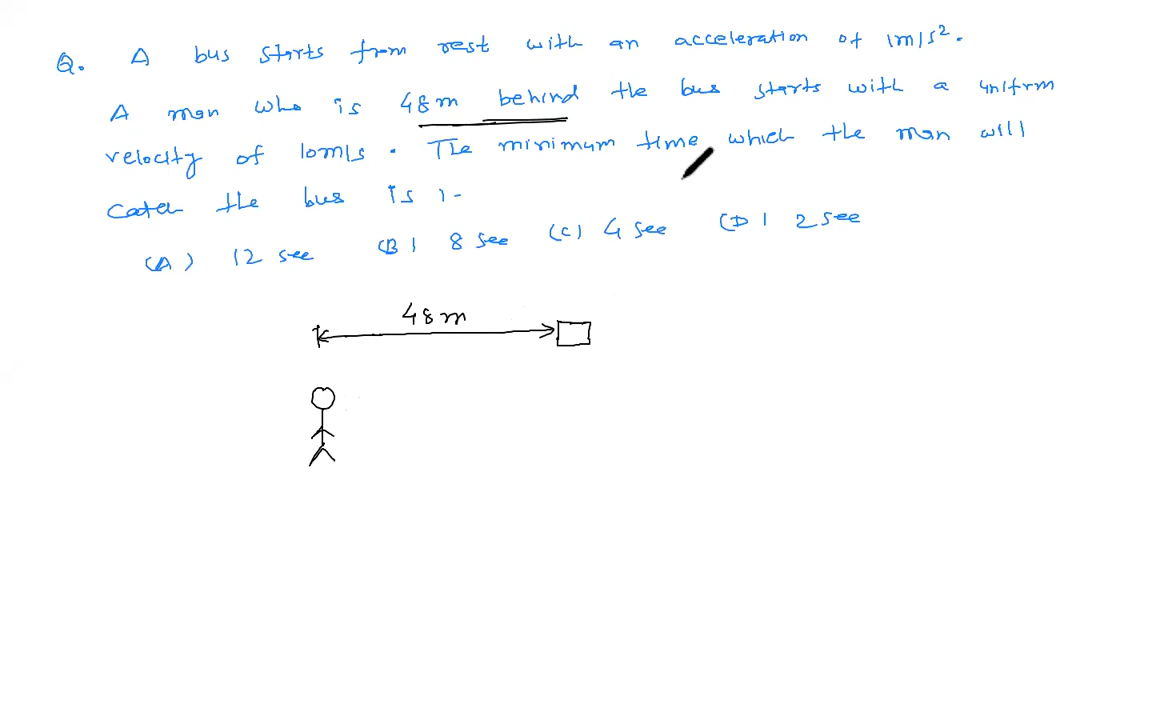 Q. A bus starts from rest with an acceleration of 1m/s².
A man who is 48m behind the bus starts with a uniform
velocity of 10m/s. The minimum time which the man will
catch the bus is :-
(A) 12 sec (B) 8 sec (C) 4 sec (D) 2 sec
48m